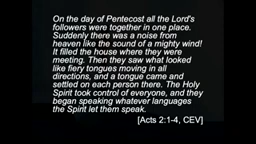 On the day of Pentecost all the Lord's
followers were together in one place.
Suddenly there was a noise from
heaven like the sound of a mighty wind!
It filled the house where they were
meeting. Then they saw what looked
like fiery tongues moving in all
directions, and a tongue came and
settled on each person there. The Holy
Spirit took control of everyone, and they
began speaking whatever languages
the Spirit let them speak.
[Acts 2:1-4, CEV]